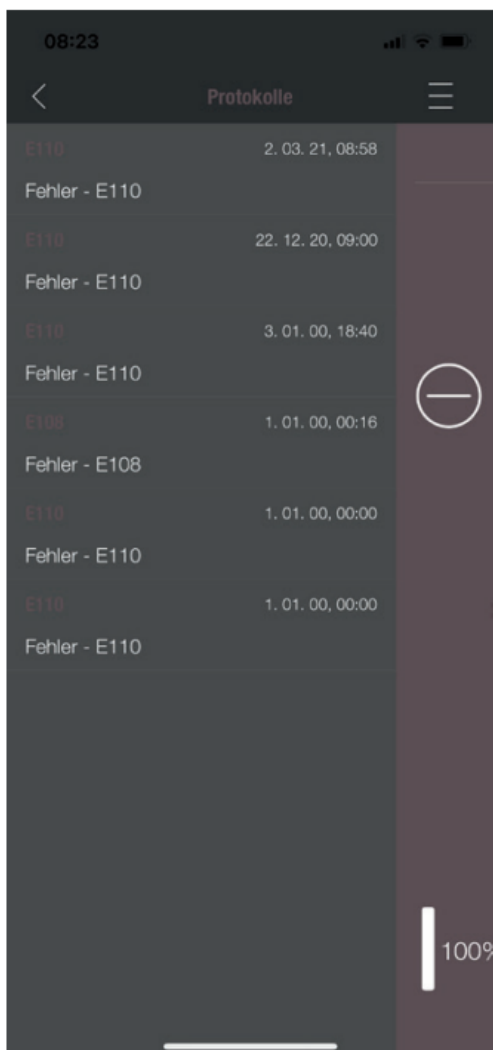 08:23
Protokolle
E110 2. 03. 21, 08:58
Fehler - E110
E110 22. 12. 20, 09:00
Fehler - E110
E110 3. 01. 00, 18:40
Fehler - E110
E108 1. 01. 00, 00:16
Fehler - E108
E110 1. 01. 00, 00:00
Fehler - E110
E110 1. 01. 00, 00:00
Fehler - E110
100%